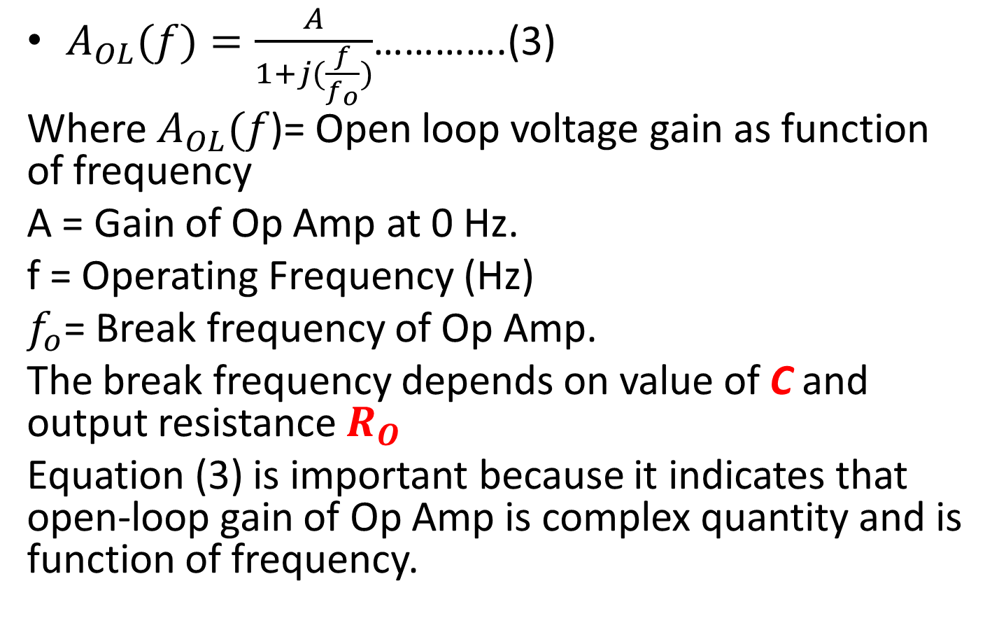 • A_{OL}(f) = \frac{A}{1+j(\frac{f}{f_o})}.............(3)
Where A_{OL}(f)= Open loop voltage gain as function
of frequency
A = Gain of Op Amp at 0 Hz.
f = Operating Frequency (Hz)
f_o= Break frequency of Op Amp.
The break frequency depends on value of C and
output resistance R_O
Equation (3) is important because it indicates that
open-loop gain of Op Amp is complex quantity and is
function of frequency.